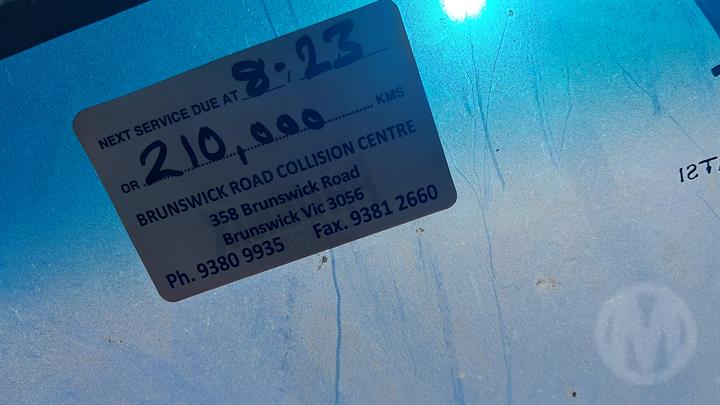 NEXT SERVICE DUE AT 8.23
OR 210,000 KMS
BRUNSWICK ROAD COLLISION CENTRE
358 Brunswick Road
Brunswick Vic 3056
Ph. 9380 9935 Fax. 9381 2660
M